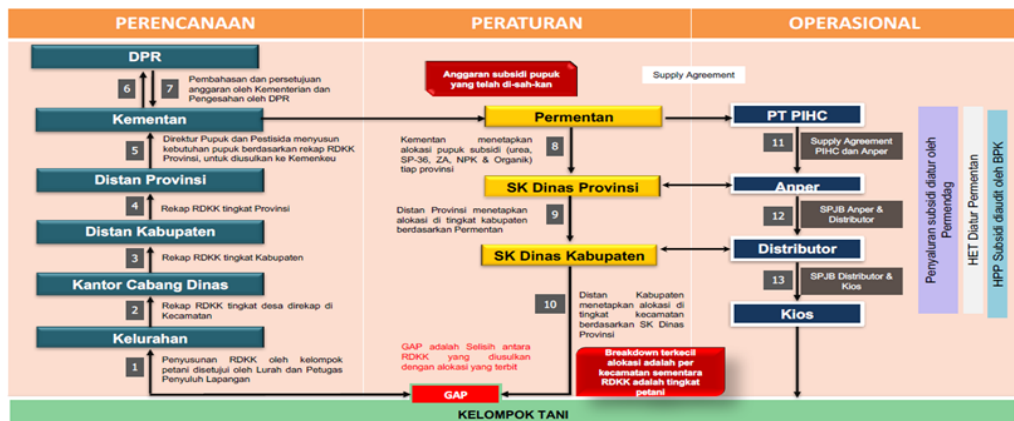 PERENCANAAN
PERATURAN
OPERASIONAL
DPR
6
7
Pembahasan dan persetujuan
anggaran oleh Kementerian dan
Pengesahan oleh DPR
Kementan
5
Direktur Pupuk dan Pestisida menyusun
kebutuhan pupuk berdasarkan rekap RDKK
Provinsi, untuk diusulkan ke Kemenkeu
Distan Provinsi
4
Rekap RDKK tingkat Provinsi
Distan Kabupaten
3
Rekap RDKK tingkat Kabupaten
Kantor Cabang Dinas
2
Rekap RDKK tingkat desa direkap di
Kecamatan
Kelurahan
1
Penyusunan RDKK oleh kelompok
petani disetujui oleh Lurah dan Petugas
Penyuluh Lapangan
Anggaran subsidi pupuk
yang telah di-sah-kan
Permentan
Kementan menetapkan
alokasi pupuk subsidi (urea,
SP-36, ZA, NPK & Organik)
tiap provinsi
8
SK Dinas Provinsi
Distan Provinsi menetapkan
alokasi di tingkat kabupaten
berdasarkan Permentan
9
SK Dinas Kabupaten
10
Distan Kabupaten
menetapkan alokasi di
tingkat kecamatan
berdasarkan SK Dinas
Provinsi
GAP adalah Selisih antara
RDKK yang diusulkan
dengan alokasi yang terbit
Breakdown terkecil
alokasi adalah per
kecamatan sementara
RDKK adalah tingkat
petani
GAP
Supply Agreement
PT PIHC
11
Supply Agreement
PIHC dan Anper
Anper
12
SPJB Anper &
Distributor
Distributor
13
SPJB Distributor &
Kios
Kios
Penyaluran subsidi diatur oleh
Permendag
HET Diatur Permentan
HPP Subsidi diaudit oleh BPK
KELOMPOK TANI